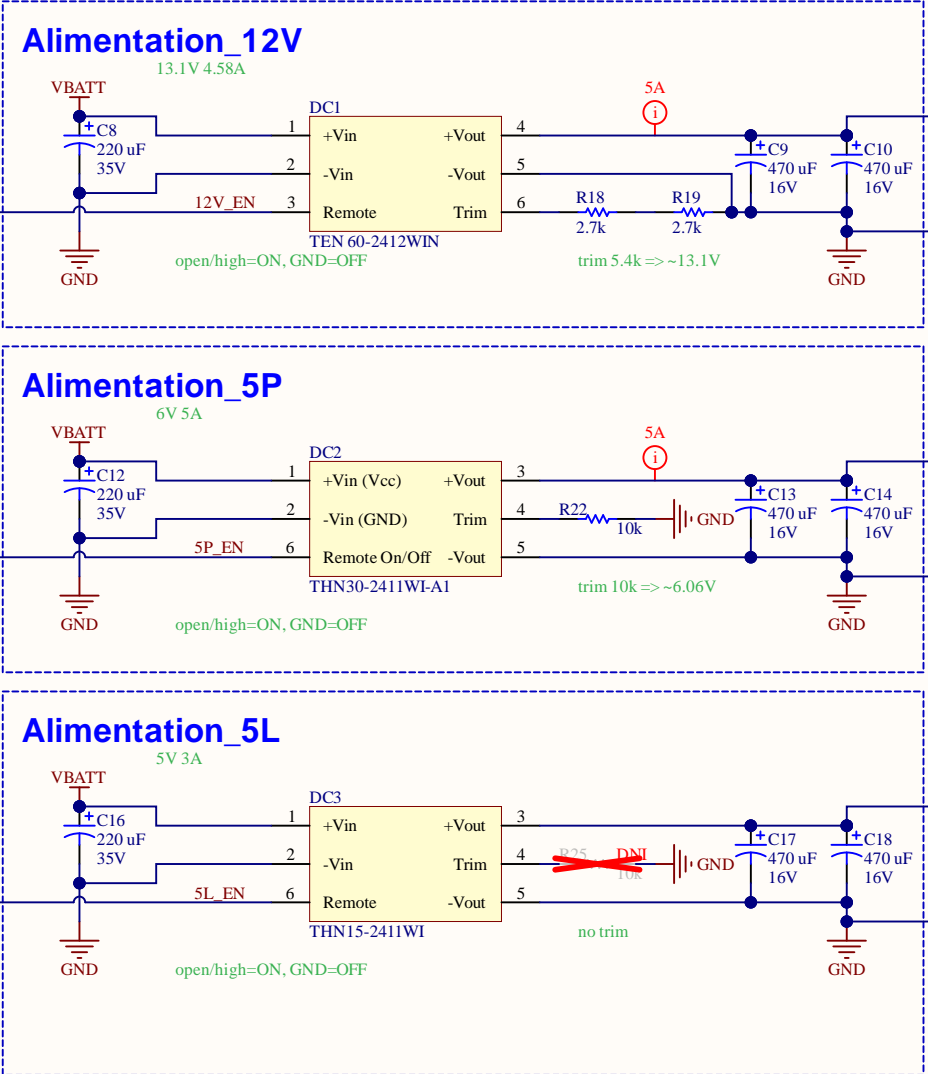 Alimentation_12V
13.1V 4.58A
VBATT
C8
220 uF
35V
GND
12V_EN
open/high=ON, GND=OFF
DC1
1 +Vin +Vout 4
2 -Vin -Vout 5
3 Remote Trim 6
TEN 60-2412WIN
5A
i
R18
2.7k
R19
2.7k
trim 5.4k => ~13.1V
C9
470 uF
16V
C10
470 uF
16V
GND
Alimentation_5P
6V 5A
VBATT
C12
220 uF
35V
GND
5P_EN
open/high=ON, GND=OFF
DC2
1 +Vin (Vcc) +Vout 3
2 -Vin (GND) Trim 4
6 Remote On/Off -Vout 5
THN30-2411WI-A1
5A
i
R22
10k
GND
trim 10k => ~6.06V
C13
470 uF
16V
C14
470 uF
16V
GND
Alimentation_5L
5V 3A
VBATT
C16
220 uF
35V
GND
5L_EN
open/high=ON, GND=OFF
DC3
1 +Vin +Vout 3
2 -Vin Trim 4
6 Remote -Vout 5
THN15-2411WI
R25
DNI
10k
GND
no trim
C17
470 uF
16V
C18
470 uF
16V
GND